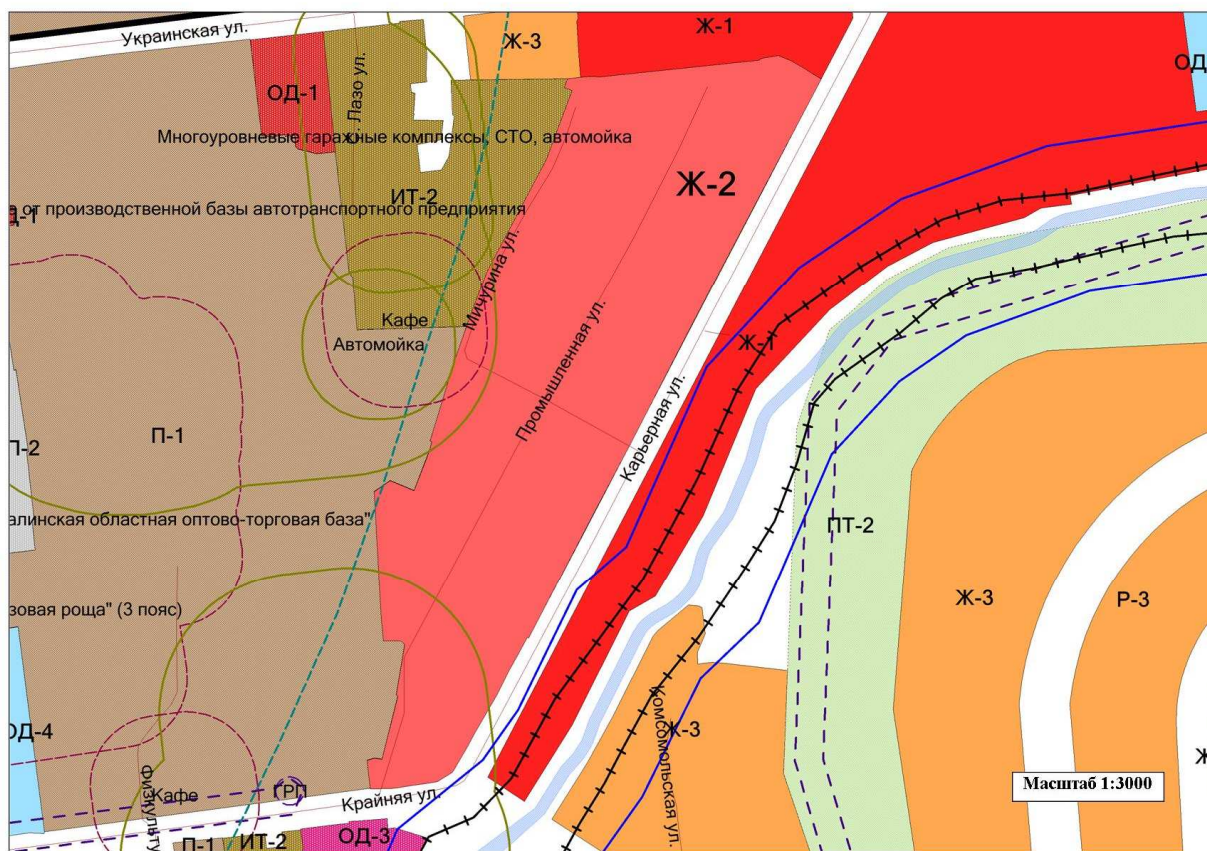 Украинская ул.
Ж-3
Ж-1
ОД
ОД-1
С. Лазо ул.
Многоуровневые гаражные комплексы, СТО, автомойка
Ж-2
ИТ-2
Д-1
от производственной базы автотранспортного предприятия
Мичурина ул.
Кафе
Автомойка
Промышленная ул.
Ж-1
Карьерная ул.
П-1
П-2
алинская областная оптово-торговая база"
ПТ-2
зовая роща" (3 пояс)
Ж-3
Р-3
ОД-4
Комсомольская ул.
Ж-3
Ж
Масштаб 1:3000
Физкульту
Кафе
ГРП
Крайняя ул.
П-1
ИТ-2
ОД-3